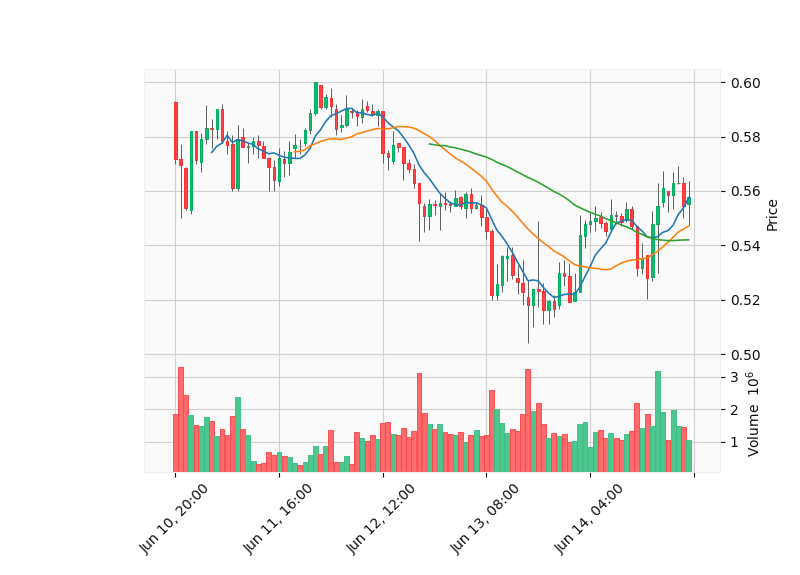 0.60
0.58
0.56
0.54
0.52
0.50
Price
3
2
1
Volume 10^6
Jun 10, 20:00
Jun 11, 16:00
Jun 12, 12:00
Jun 13, 08:00
Jun 14, 04:00